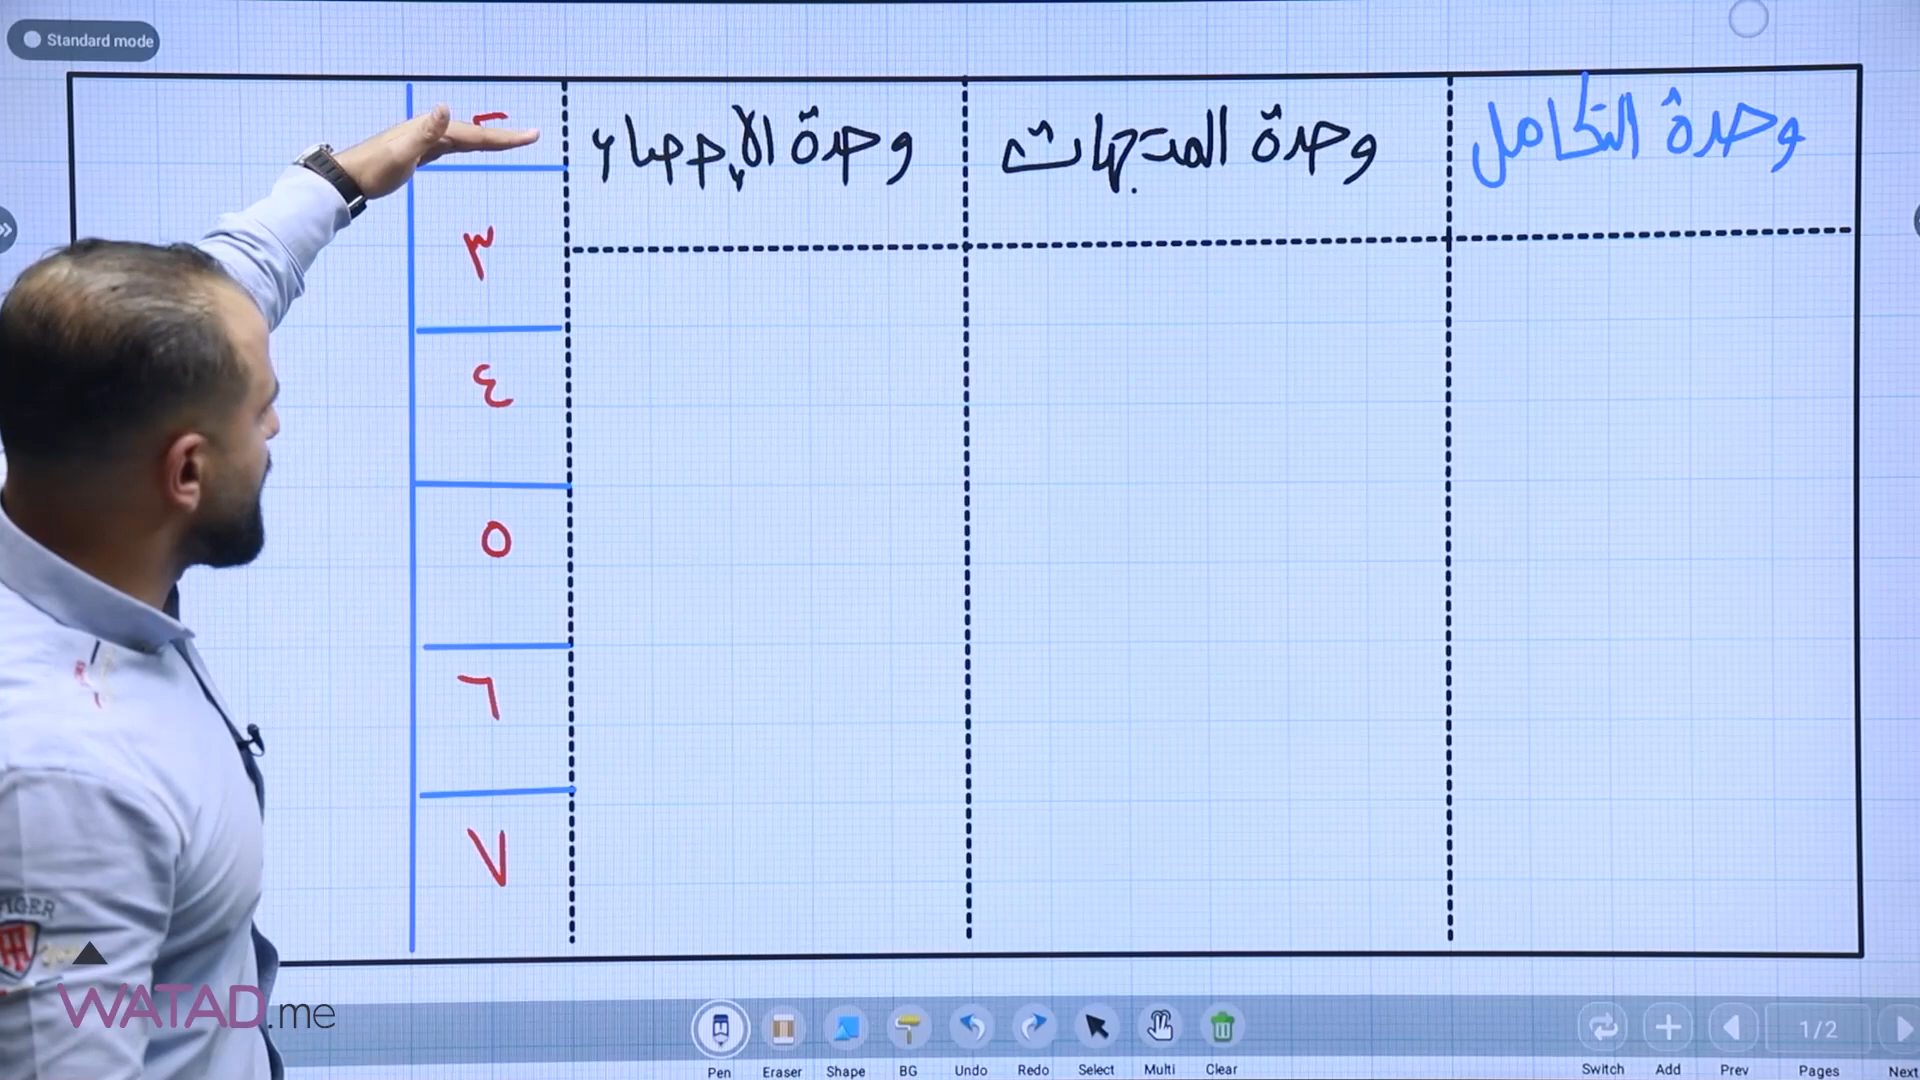 Standard mode
وحدة التكامل
وحدة المتجهات
وحدة الإحصاء
٣
٤
٥
٦
٧
WATAD.me
Pen
Eraser
Shape
BG
Undo
Redo
Select
Multi
Clear
Switch
Add
Prev
1/2
Pages
Next